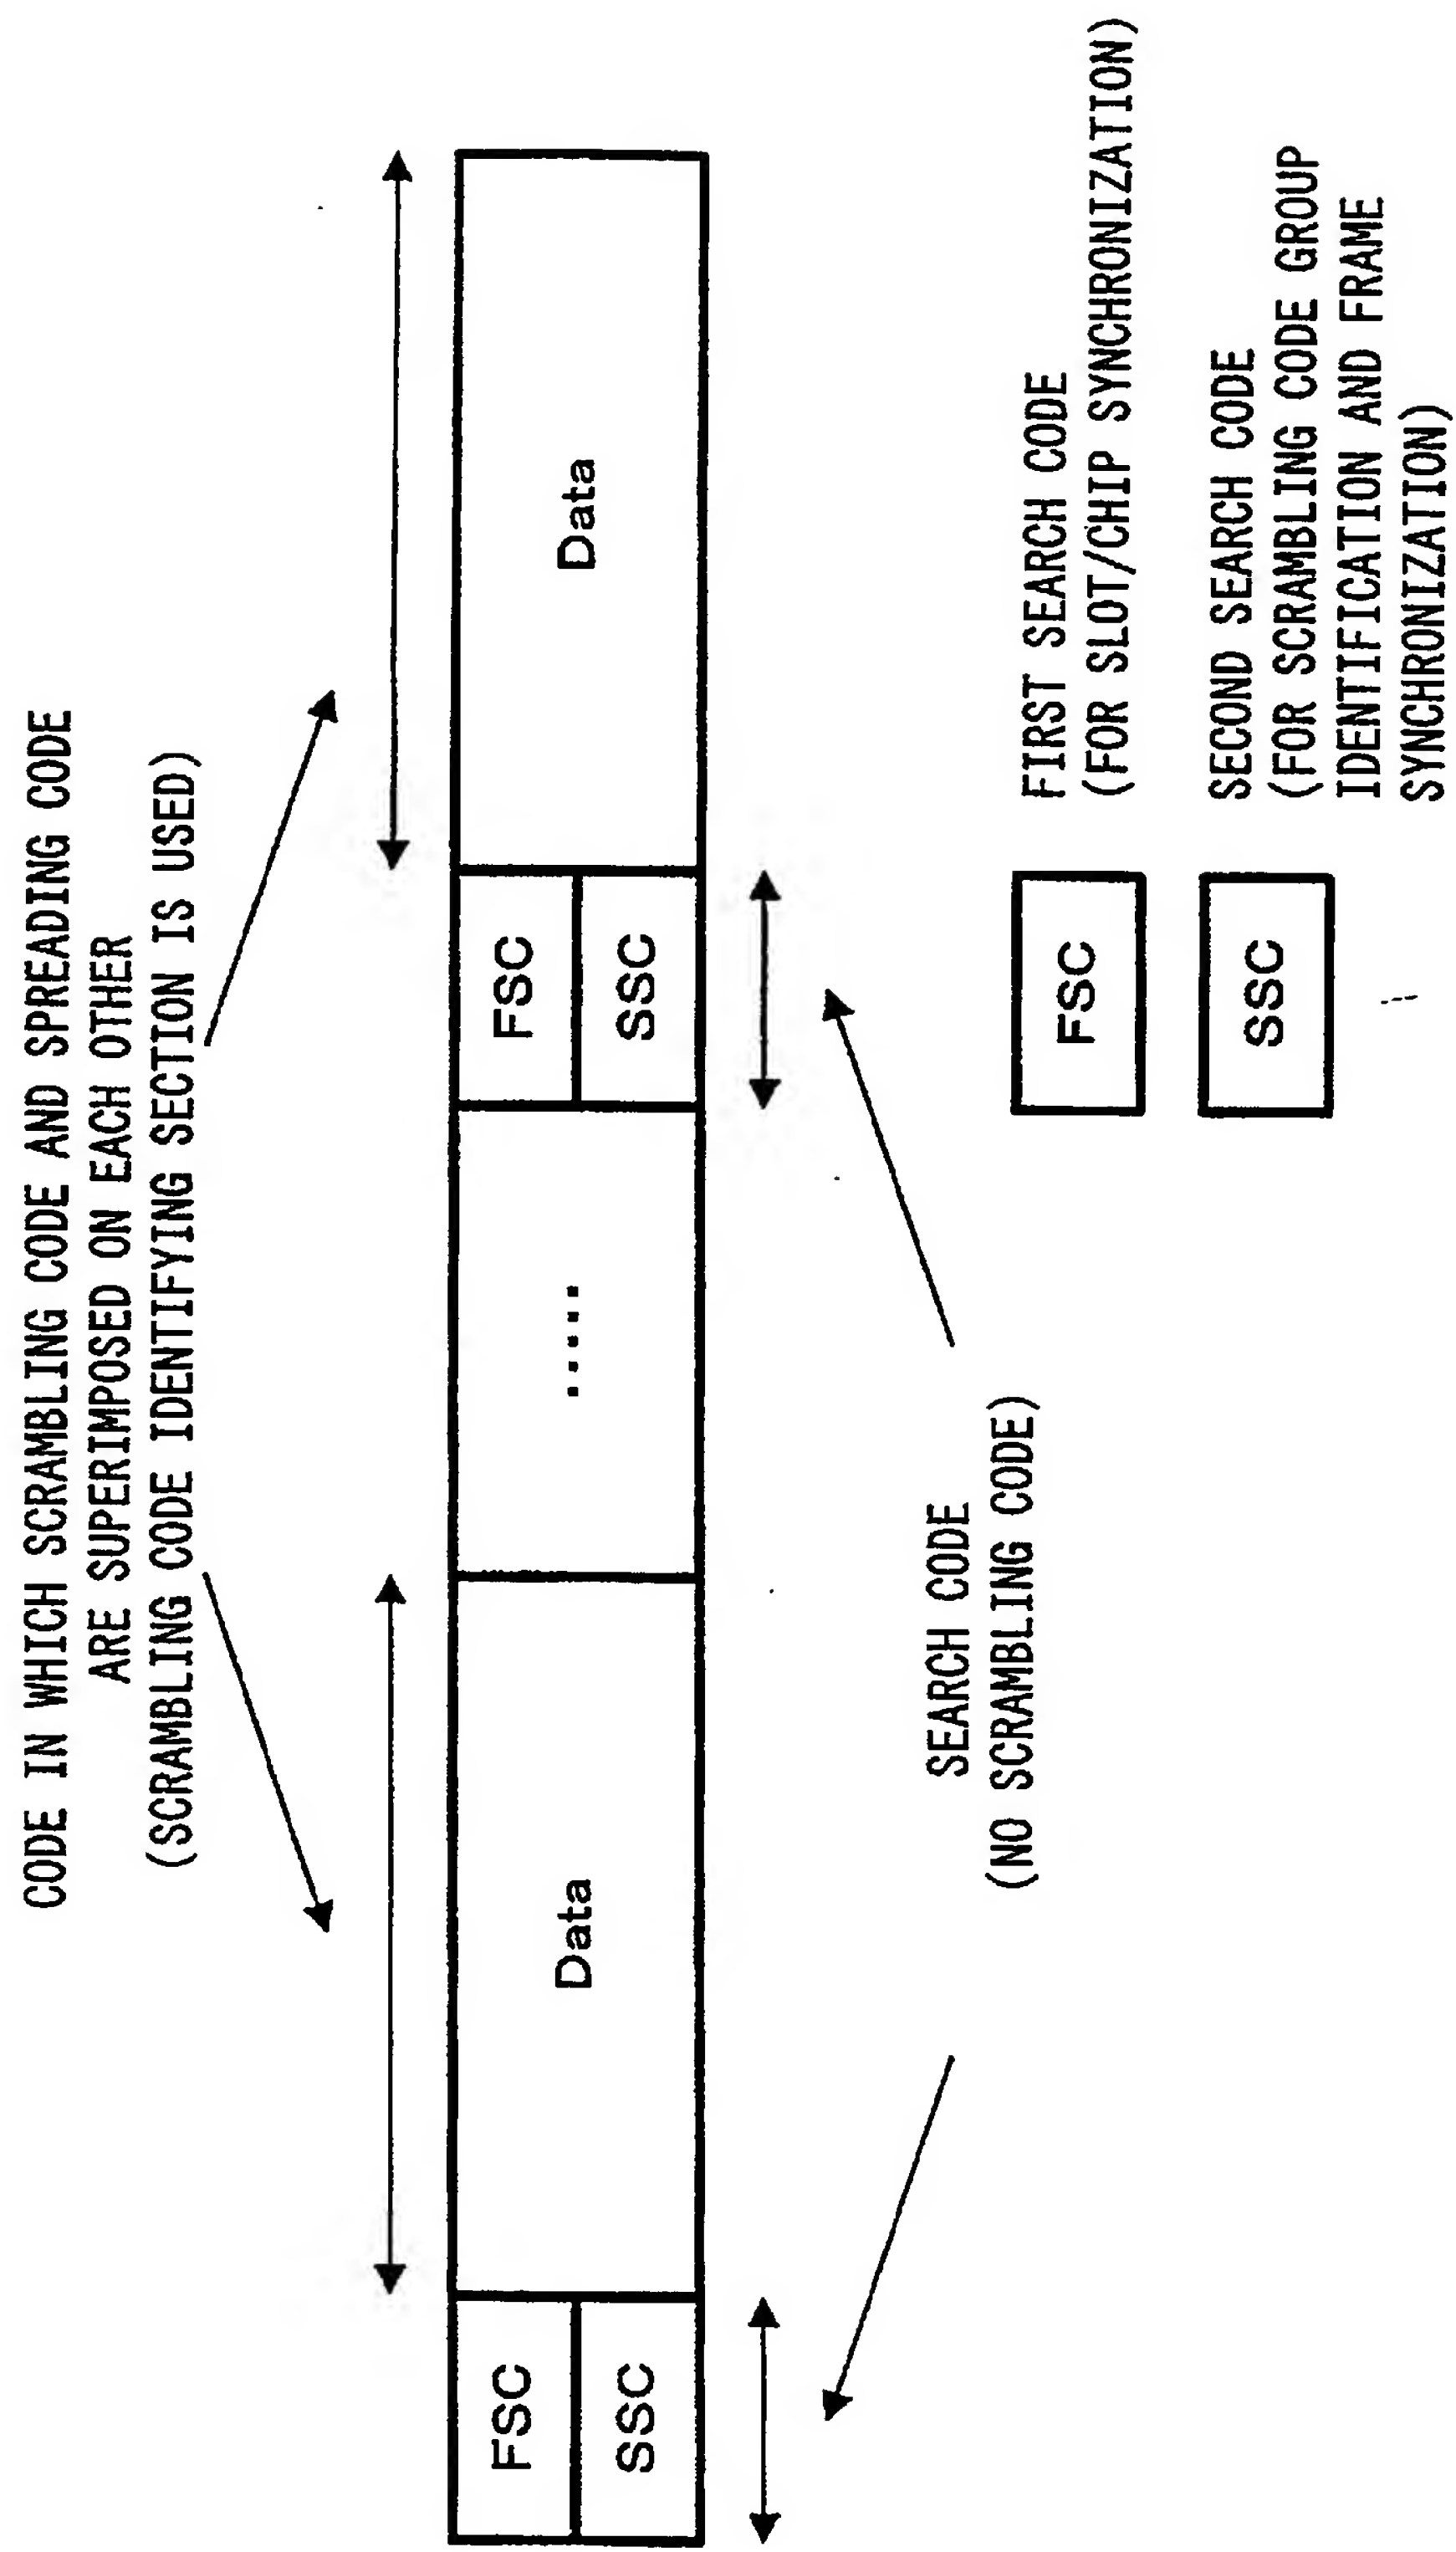 CODE IN WHICH SCRAMBLING CODE AND SPREADING CODE
ARE SUPERIMPOSED ON EACH OTHER
(SCRAMBLING CODE IDENTIFYING SECTION IS USED)
FSC
SSC
Data
.....
FSC
SSC
Data
SEARCH CODE
(NO SCRAMBLING CODE)
FSC
FIRST SEARCH CODE
(FOR SLOT/CHIP SYNCHRONIZATION)
SSC
SECOND SEARCH CODE
(FOR SCRAMBLING CODE GROUP
IDENTIFICATION AND FRAME
SYNCHRONIZATION)